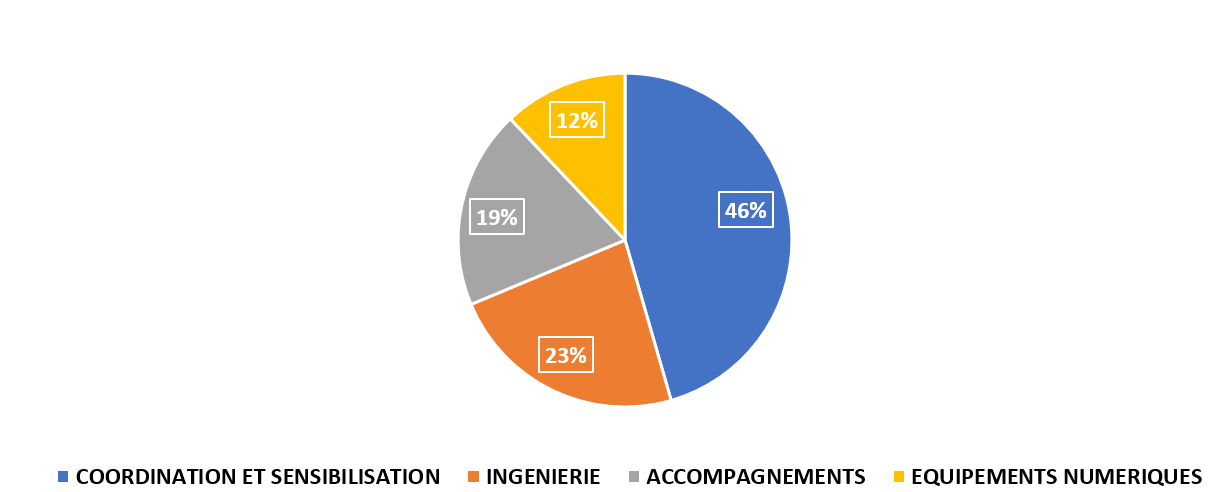 12%
46%
19%
23%
COORDINATION ET SENSIBILISATION INGENIERIE ACCOMPAGNEMENTS EQUIPEMENTS NUMERIQUES